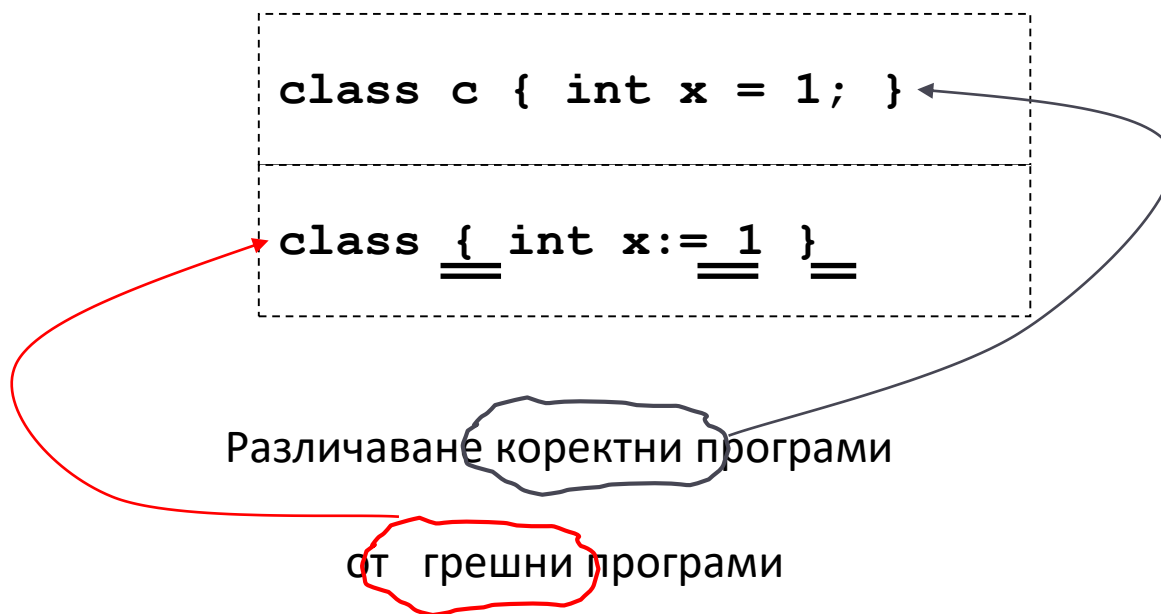 class c { int x = 1; }
class { int x:= 1 }
Различаване коректни програми
от грешни програми